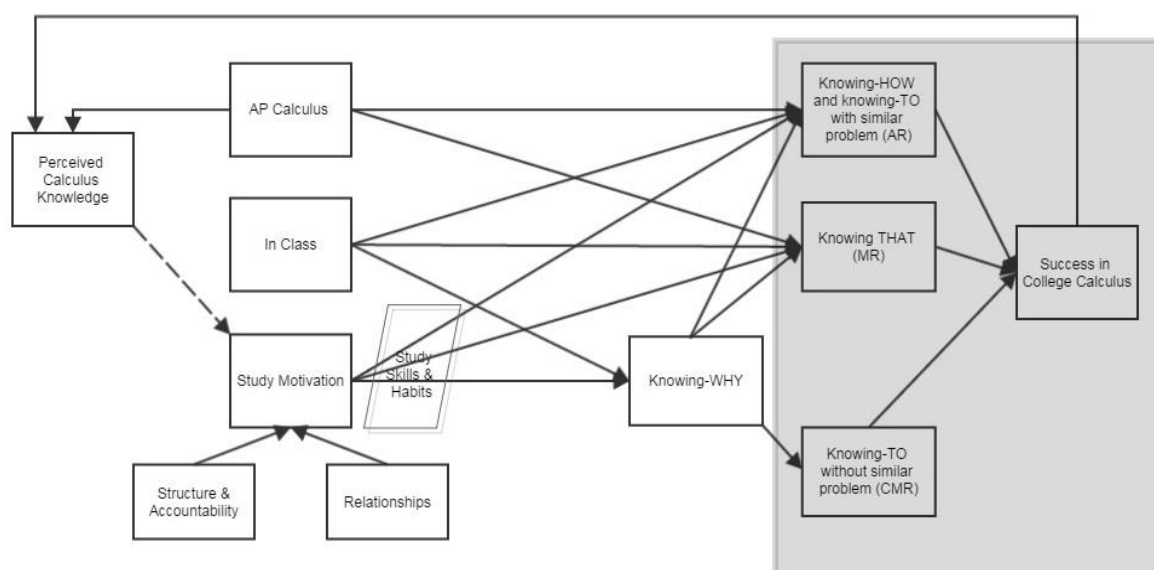 AP Calculus
Knowing-HOW
and knowing-TO
with similar
problem (AR)
Perceived
Calculus
Knowledge
In Class
Knowing THAT
(MR)
Success in
College Calculus
Study Motivation
Study
Skills &
Habits
Knowing-WHY
Knowing-TO
without similar
problem (CMR)
Structure &
Accountability
Relationships